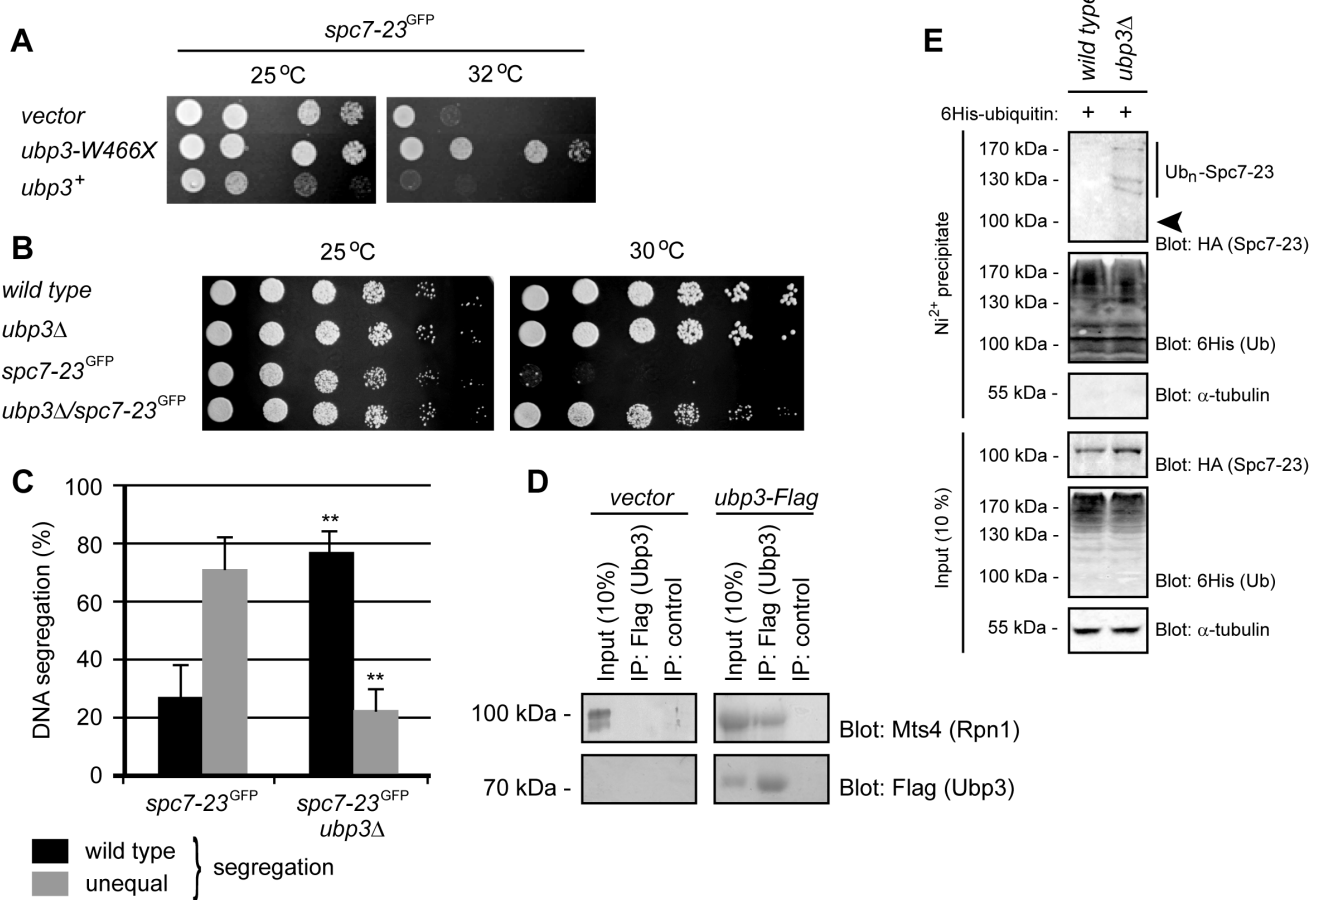 A
spc7-23GFP
25 ºC
32 ºC
vector
ubp3-W466X
ubp3+
B
25 ºC
30 ºC
wild type
ubp3Δ
spc7-23GFP
ubp3Δ/spc7-23GFP
C
DNA segregation (%)
100
80
60
40
20
0
**
**
spc7-23GFP
spc7-23GFP
ubp3Δ
wild type
unequal
} segregation
D
vector
ubp3-Flag
Input (10%)
IP: Flag (Ubp3)
IP: control
Input (10%)
IP: Flag (Ubp3)
IP: control
100 kDa -
Blot: Mts4 (Rpn1)
70 kDa -
Blot: Flag (Ubp3)
E
wild type
ubp3Δ
6His-ubiquitin: + +
Ni2+ precipitate
170 kDa -
130 kDa -
Ubn-Spc7-23
100 kDa -
Blot: HA (Spc7-23)
170 kDa -
130 kDa -
100 kDa -
Blot: 6His (Ub)
55 kDa -
Blot: α-tubulin
Input (10 %)
100 kDa -
Blot: HA (Spc7-23)
170 kDa -
130 kDa -
100 kDa -
Blot: 6His (Ub)
55 kDa -
Blot: α-tubulin